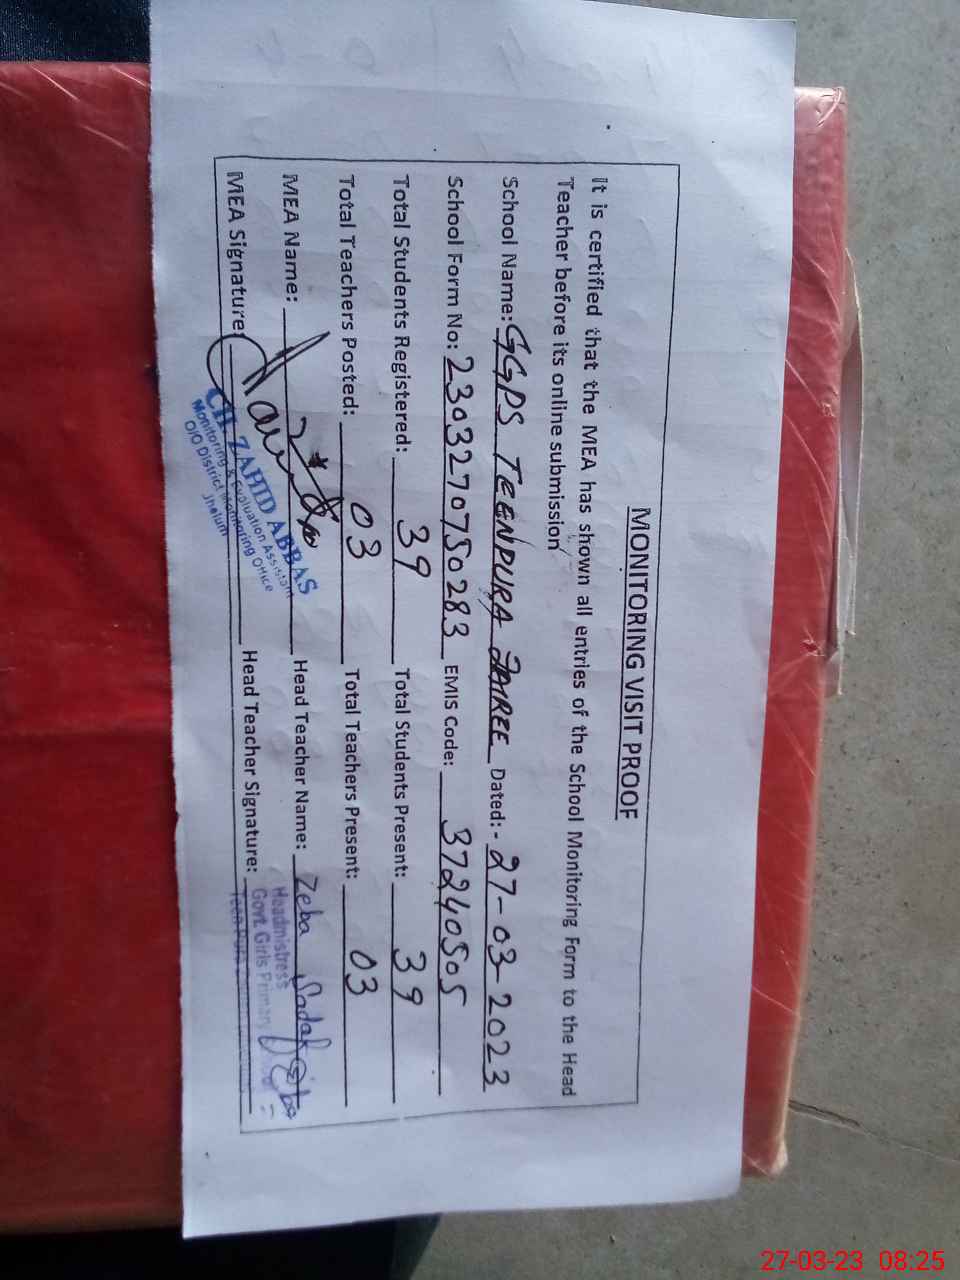 MONITORING VISIT PROOF
It is certified that the MEA has shown all entries of the School Monitoring Form to the Head
Teacher before its online submission
School Name: GGPS TEENPURA JAIREE Dated:- 27-03-2023
School Form No: 2303270750283 EMIS Code: 37240505
Total Students Registered: 39 Total Students Present: 39
Total Teachers Posted: 03 Total Teachers Present: 03
MEA Name: Head Teacher Name: Zeba Sadaf
MEA Signature: Head Teacher Signature:
CH. ZAHID ABBAS
Monitoring & Evaluation Assistant
O/O District Monitoring Office
Jhelum
Headmistress
Govt. Girls Primary
Teen Pura
27-03-23 08:25